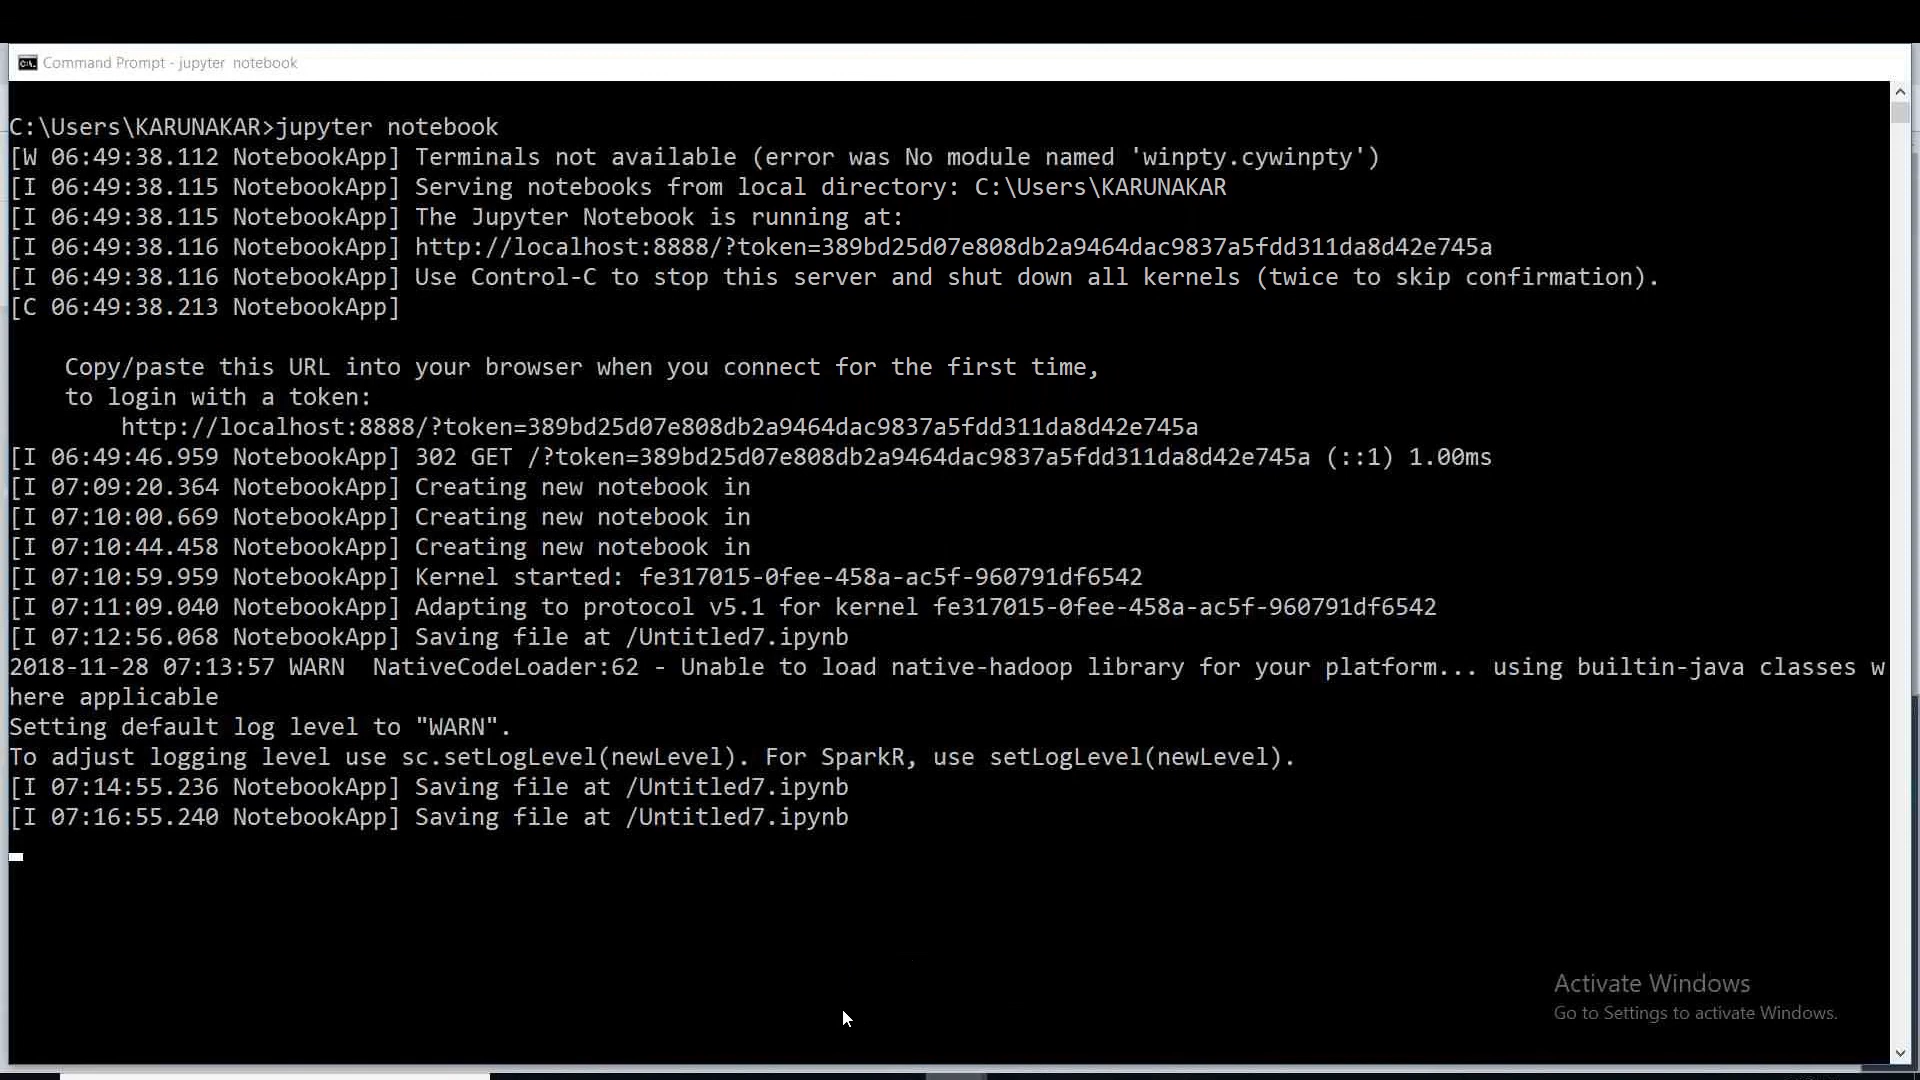 Command Prompt - jupyter  notebook
C:\Users\KARUNAKAR>jupyter notebook
[W 06:49:38.112 NotebookApp] Terminals not available (error was No module named 'winpty.cywinpty')
[I 06:49:38.115 NotebookApp] Serving notebooks from local directory: C:\Users\KARUNAKAR
[I 06:49:38.115 NotebookApp] The Jupyter Notebook is running at:
[I 06:49:38.116 NotebookApp] http://localhost:8888/?token=389bd25d07e808db2a9464dac9837a5fdd311da8d42e745a
[I 06:49:38.116 NotebookApp] Use Control-C to stop this server and shut down all kernels (twice to skip confirmation).
[C 06:49:38.213 NotebookApp]
Copy/paste this URL into your browser when you connect for the first time,
to login with a token:
http://localhost:8888/?token=389bd25d07e808db2a9464dac9837a5fdd311da8d42e745a
[I 06:49:46.959 NotebookApp] 302 GET /?token=389bd25d07e808db2a9464dac9837a5fdd311da8d42e745a (::1) 1.00ms
[I 07:09:20.364 NotebookApp] Creating new notebook in
[I 07:10:00.669 NotebookApp] Creating new notebook in
[I 07:10:44.458 NotebookApp] Creating new notebook in
[I 07:10:59.959 NotebookApp] Kernel started: fe317015-0fee-458a-ac5f-960791df6542
[I 07:11:09.040 NotebookApp] Adapting to protocol v5.1 for kernel fe317015-0fee-458a-ac5f-960791df6542
[I 07:12:56.068 NotebookApp] Saving file at /Untitled7.ipynb
2018-11-28 07:13:57 WARN  NativeCodeLoader:62 - Unable to load native-hadoop library for your platform... using builtin-java classes w
here applicable
Setting default log level to "WARN".
To adjust logging level use sc.setLogLevel(newLevel). For SparkR, use setLogLevel(newLevel).
[I 07:14:55.236 NotebookApp] Saving file at /Untitled7.ipynb
[I 07:16:55.240 NotebookApp] Saving file at /Untitled7.ipynb
Activate Windows
Go to Settings to activate Windows.